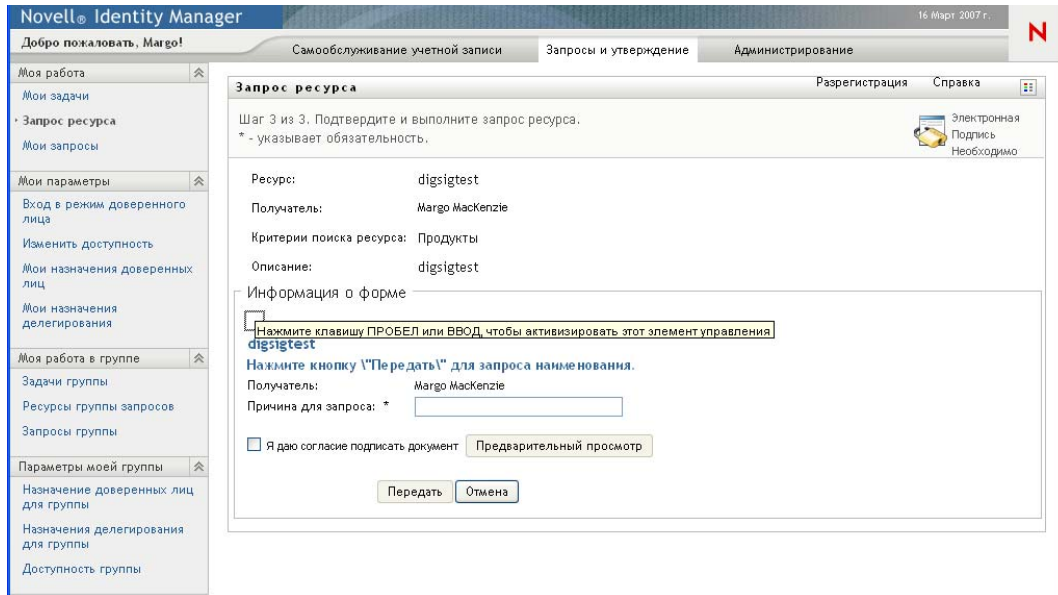 Novell® Identity Manager
16 Март 2007 г.
N
Добро пожаловать, Margo!
Самообслуживание учетной записи
Запросы и утверждение
Администрирование
Моя работа
Мои задачи
Запрос ресурса
Мои запросы
Мои параметры
Вход в режим доверенного
лица
Изменить доступность
Мои назначения доверенных
лиц
Мои назначения
делегирования
Моя работа в группе
Задачи группы
Ресурсы группы запросов
Запросы группы
Параметры моей группы
Назначение доверенных лиц
для группы
Назначения делегирования
для группы
Доступность группы
Запрос ресурса
Разрегистрация
Справка
Шаг 3 из 3. Подтвердите и выполните запрос ресурса.
* - указывает обязательность.
Электронная
Подпись
Необходимо
Ресурс: digsigtest
Получатель: Margo MacKenzie
Критерии поиска ресурса: Продукты
Описание: digsigtest
Информация о форме
Нажмите клавишу ПРОБЕЛ или ВВОД, чтобы активизировать этот элемент управления
digsigtest
Нажмите кнопку \"Передать\" для запроса наименования.
Получатель: Margo MacKenzie
Причина для запроса: *
Я даю согласие подписать документ Предварительный просмотр
Передать Отмена